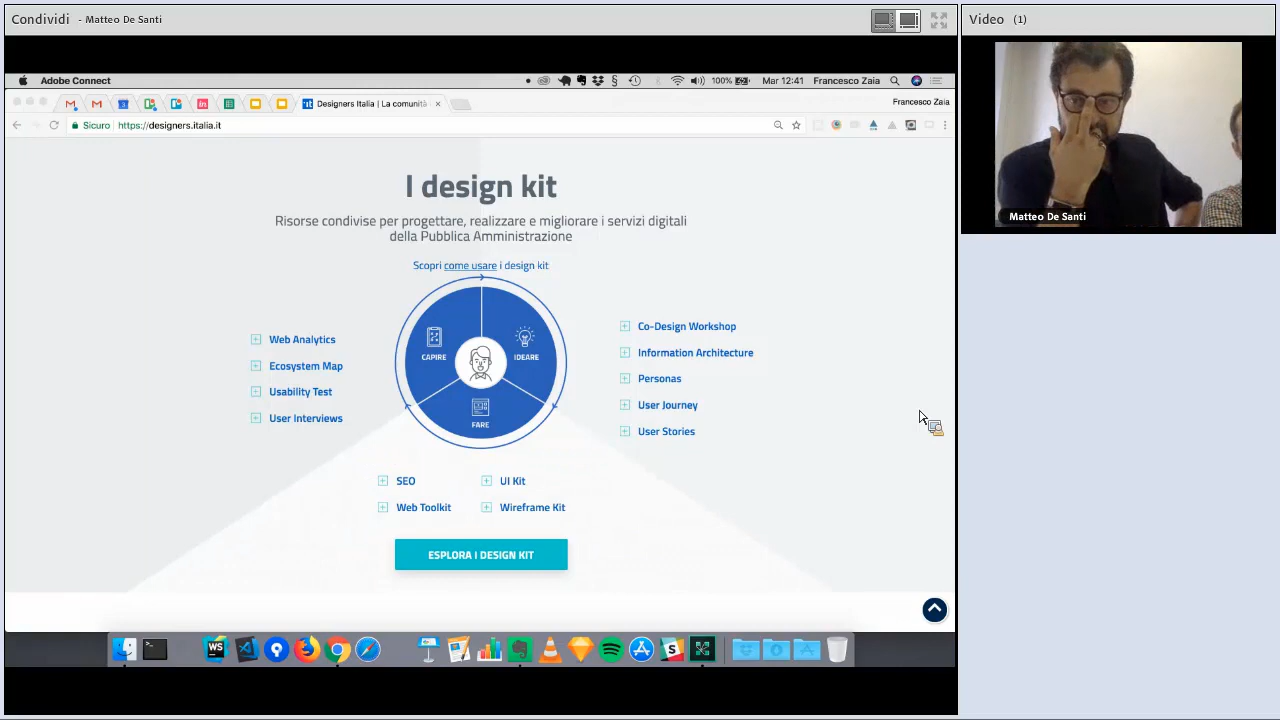 Condividi - Matteo De Santi
Video (1)
Adobe Connect
100%
Mar 12:41
Francesco Zaia
Designers Italia | La comunità
Francesco Zaia
Sicuro
https://designers.italia.it
I design kit
Risorse condivise per progettare, realizzare e migliorare i servizi digitali
della Pubblica Amministrazione
Scopri come usare i design kit
CAPIRE
IDEARE
FARE
Web Analytics
Ecosystem Map
Usability Test
User Interviews
Co-Design Workshop
Information Architecture
Personas
User Journey
User Stories
SEO
UI Kit
Web Toolkit
Wireframe Kit
ESPLORA I DESIGN KIT
Matteo De Santi
WS